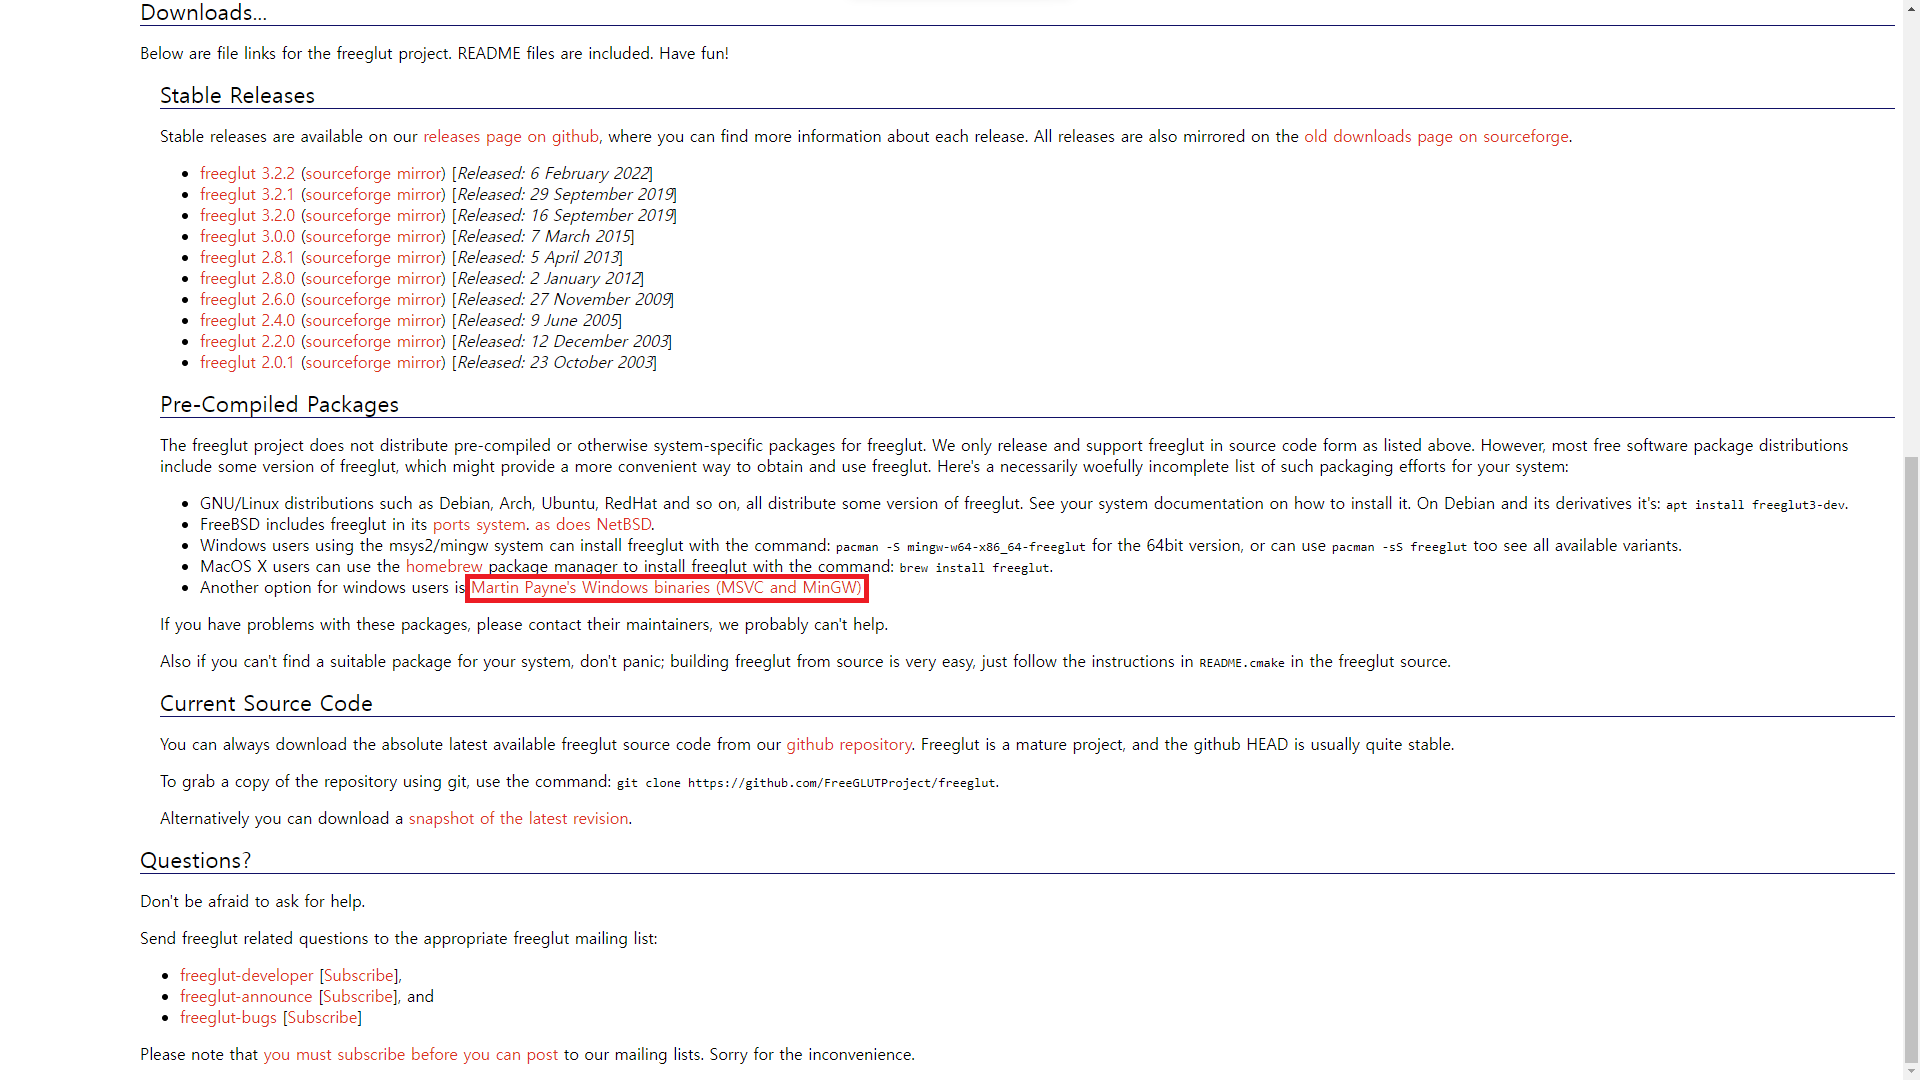 Downloads...
Below are file links for the freeglut project. README files are included. Have fun!
Stable Releases
Stable releases are available on our releases page on github, where you can find more information about each release. All releases are also mirrored on the old downloads page on sourceforge.
freeglut 3.2.2 (sourceforge mirror) [Released: 6 February 2022]
freeglut 3.2.1 (sourceforge mirror) [Released: 29 September 2019]
freeglut 3.2.0 (sourceforge mirror) [Released: 16 September 2019]
freeglut 3.0.0 (sourceforge mirror) [Released: 7 March 2015]
freeglut 2.8.1 (sourceforge mirror) [Released: 5 April 2013]
freeglut 2.8.0 (sourceforge mirror) [Released: 2 January 2012]
freeglut 2.6.0 (sourceforge mirror) [Released: 27 November 2009]
freeglut 2.4.0 (sourceforge mirror) [Released: 9 June 2005]
freeglut 2.2.0 (sourceforge mirror) [Released: 12 December 2003]
freeglut 2.0.1 (sourceforge mirror) [Released: 23 October 2003]
Pre-Compiled Packages
The freeglut project does not distribute pre-compiled or otherwise system-specific packages for freeglut. We only release and support freeglut in source code form as listed above. However, most free software package distributions
include some version of freeglut, which might provide a more convenient way to obtain and use freeglut. Here's a necessarily woefully incomplete list of such packaging efforts for your system:
GNU/Linux distributions such as Debian, Arch, Ubuntu, RedHat and so on, all distribute some version of freeglut. See your system documentation on how to install it. On Debian and its derivatives it's: apt install freeglut3-dev.
FreeBSD includes freeglut in its ports system. as does NetBSD.
Windows users using the msys2/mingw system can install freeglut with the command: pacman -S mingw-w64-x86_64-freeglut for the 64bit version, or can use pacman -sS freeglut too see all available variants.
MacOS X users can use the homebrew package manager to install freeglut with the command: brew install freeglut.
Another option for windows users is Martin Payne's Windows binaries (MSVC and MinGW)
If you have problems with these packages, please contact their maintainers, we probably can't help.
Also if you can't find a suitable package for your system, don't panic; building freeglut from source is very easy, just follow the instructions in README.cmake in the freeglut source.
Current Source Code
You can always download the absolute latest available freeglut source code from our github repository. Freeglut is a mature project, and the github HEAD is usually quite stable.
To grab a copy of the repository using git, use the command: git clone https://github.com/FreeGLUTProject/freeglut.
Alternatively you can download a snapshot of the latest revision.
Questions?
Don't be afraid to ask for help.
Send freeglut related questions to the appropriate freeglut mailing list:
freeglut-developer [Subscribe],
freeglut-announce [Subscribe], and
freeglut-bugs [Subscribe]
Please note that you must subscribe before you can post to our mailing lists. Sorry for the inconvenience.